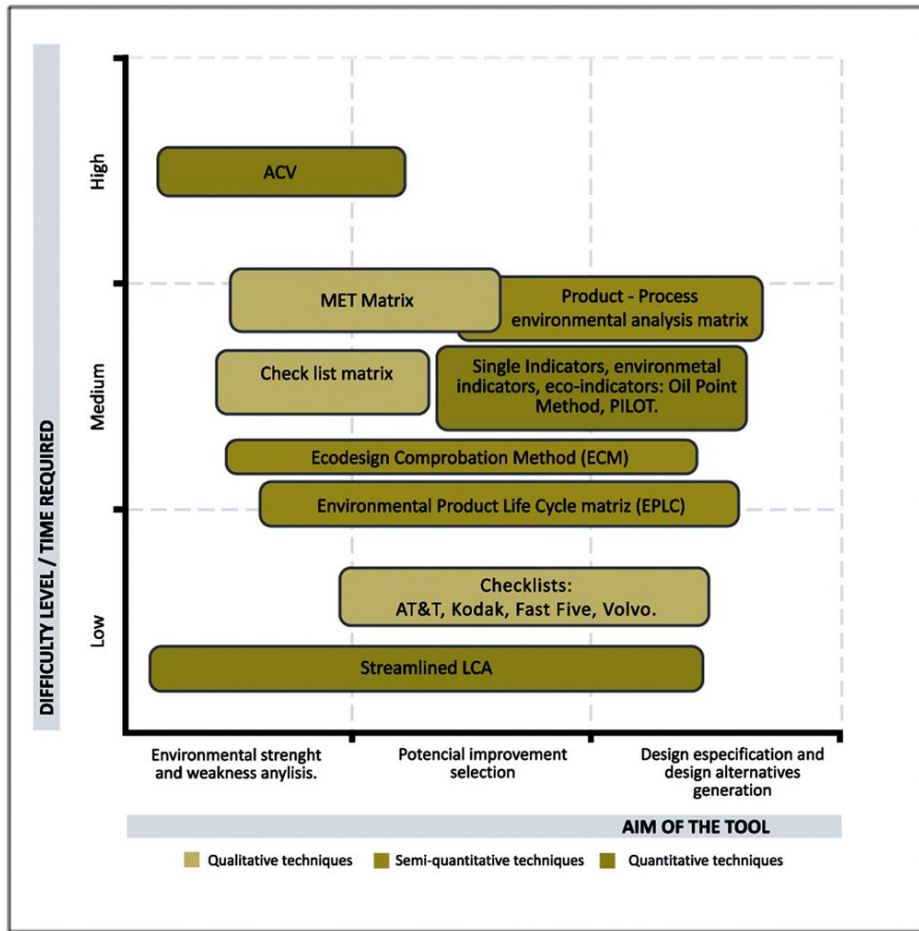 DIFFICULTY LEVEL / TIME REQUIRED
High
Medium
Low
ACV
MET Matrix
Product - Process
environmental analysis matrix
Check list matrix
Single Indicators, environmetal
indicators, eco-indicators: Oil Point
Method, PILOT.
Ecodesign Comprobation Method (ECM)
Environmental Product Life Cycle matriz (EPLC)
Checklists:
AT&T, Kodak, Fast Five, Volvo.
Streamlined LCA
Environmental strenght
and weakness anylisis.
Potencial improvement
selection
Design especification and
design alternatives
generation
AIM OF THE TOOL
Qualitative techniques
Semi-quantitative techniques
Quantitative techniques